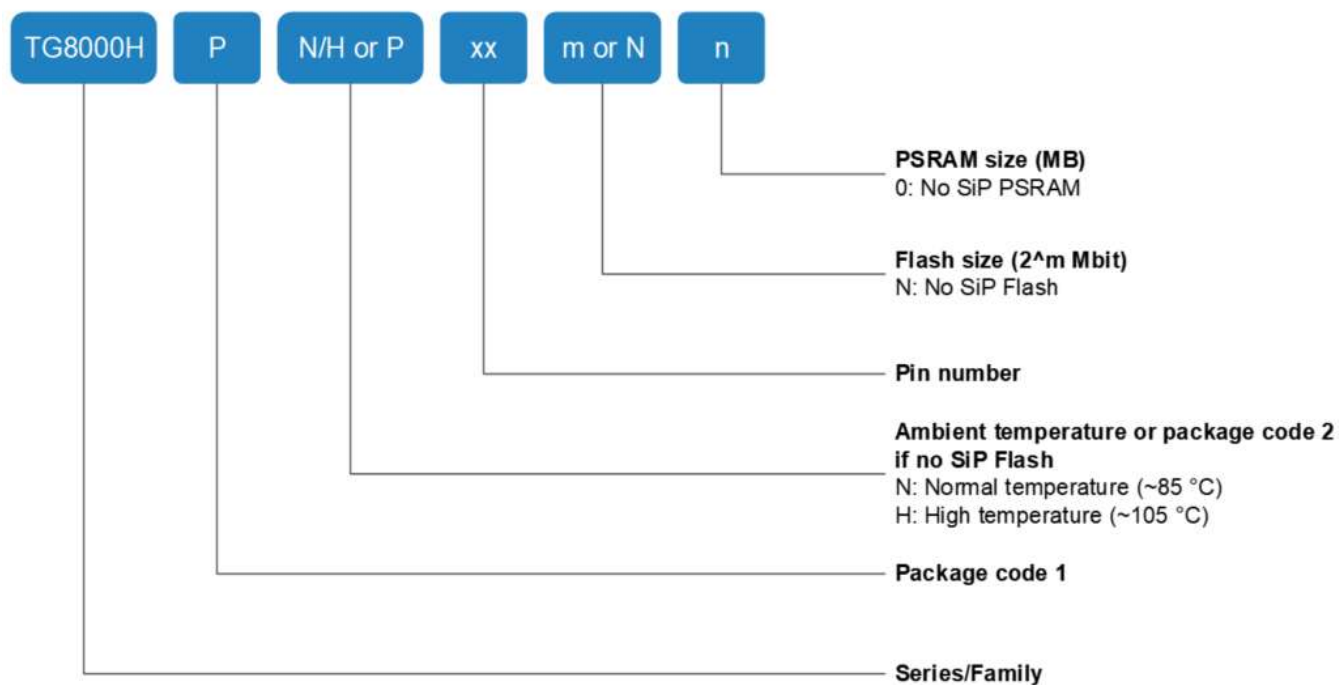 TG8000H P N/H or P xx m or N n
PSRAM size (MB)
0: No SiP PSRAM
Flash size (2^m Mbit)
N: No SiP Flash
Pin number
Ambient temperature or package code 2
if no SiP Flash
N: Normal temperature (~85 °C)
H: High temperature (~105 °C)
Package code 1
Series/Family